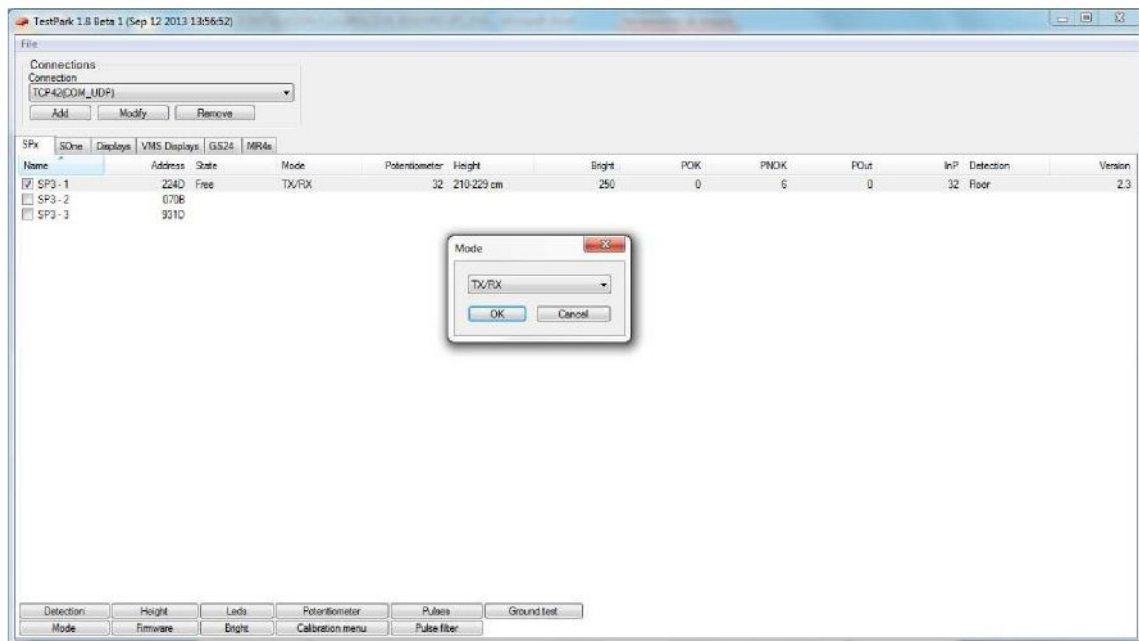 TestPark 1.8 Beta 1 (Sep 12 2013 13:56:52)
File
Connections
Connection
TCP42(COM_UDP)
Add Modify Remove
SPx SOne Displays VMS Displays GS24 MR4s
Name Address State Mode Potentiometer Height Bright POK PNOK POut InP Detection Version
SP3 - 1 224D Free TX/RX 32 210-229 cm 250 0 6 0 32 Floor 2.3
SP3 - 2 070B
SP3 - 3 931D
Mode
TX/RX
OK Cancel
Detection Height Leds Potentiometer Pulses Ground test
Mode Firmware Bright Calibration menu Pulse filter